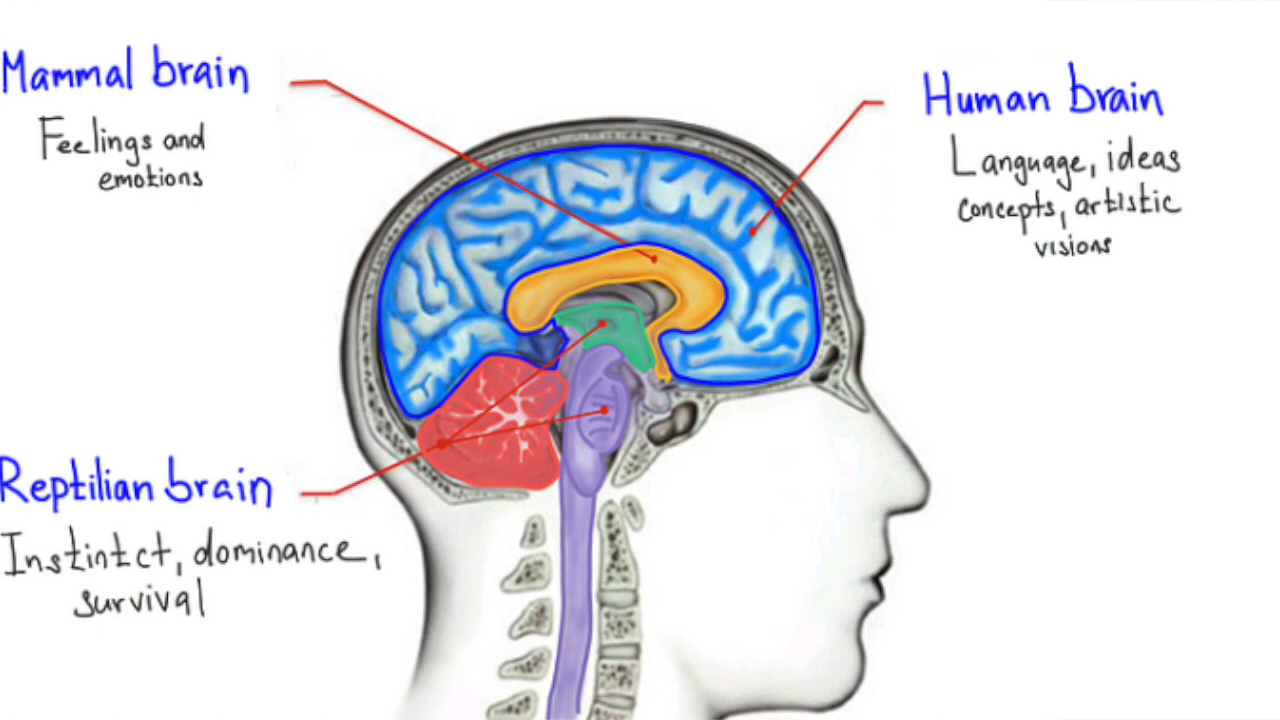 Mammal brain
Feelings and
emotions
Human brain
Language, ideas
concepts, artistic
visions
Reptilian brain
Instintct, dominance,
survival